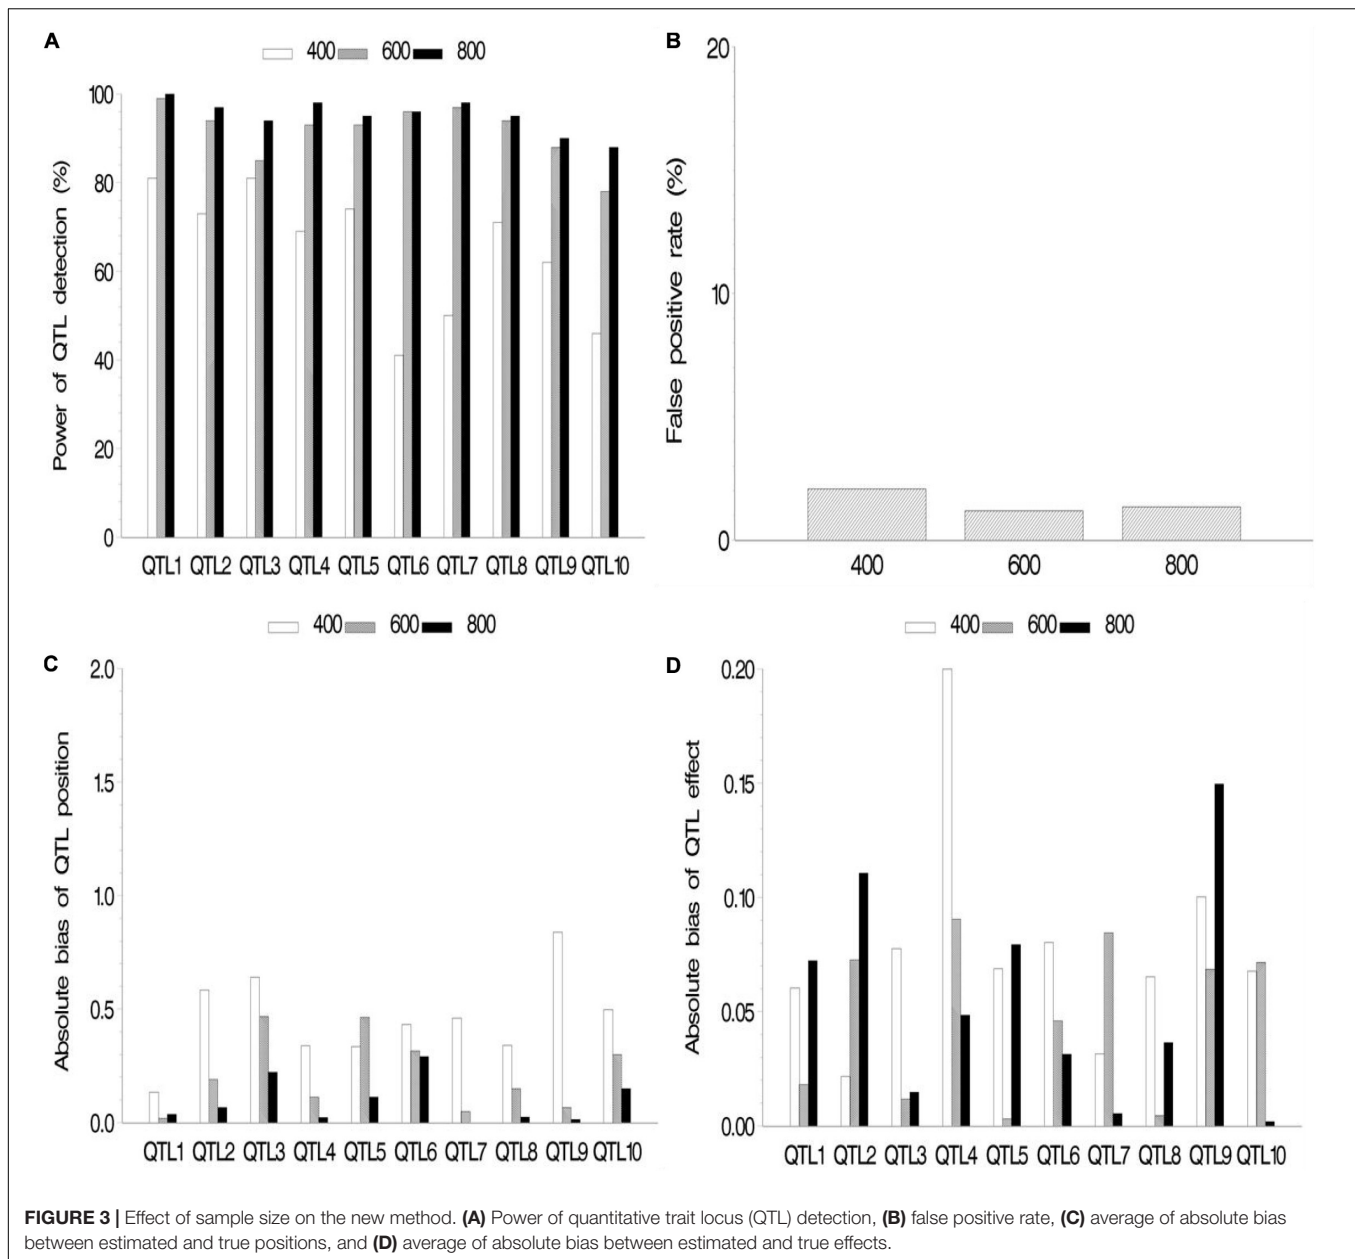 A
400 600 800
Power of QTL detection (%)
100
80
60
40
20
0
QTL1 QTL2 QTL3 QTL4 QTL5 QTL6 QTL7 QTL8 QTL9 QTL10
B
False positive rate (%)
20
10
0
400 600 800
C
400 600 800
Absolute bias of QTL position
2.0
1.5
1.0
0.5
0.0
QTL1 QTL2 QTL3 QTL4 QTL5 QTL6 QTL7 QTL8 QTL9 QTL10
D
400 600 800
Absolute bias of QTL effect
0.20
0.15
0.10
0.05
0.00
QTL1 QTL2 QTL3 QTL4 QTL5 QTL6 QTL7 QTL8 QTL9 QTL10
FIGURE 3 | Effect of sample size on the new method. (A) Power of quantitative trait locus (QTL) detection, (B) false positive rate, (C) average of absolute bias
between estimated and true positions, and (D) average of absolute bias between estimated and true effects.